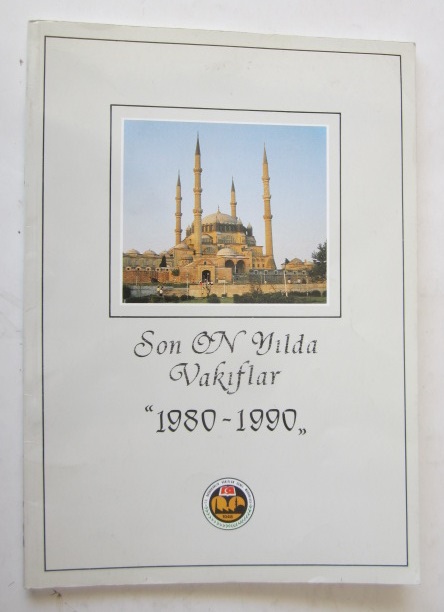 Son ON Yılda
Vakıflar
“1980-1990„